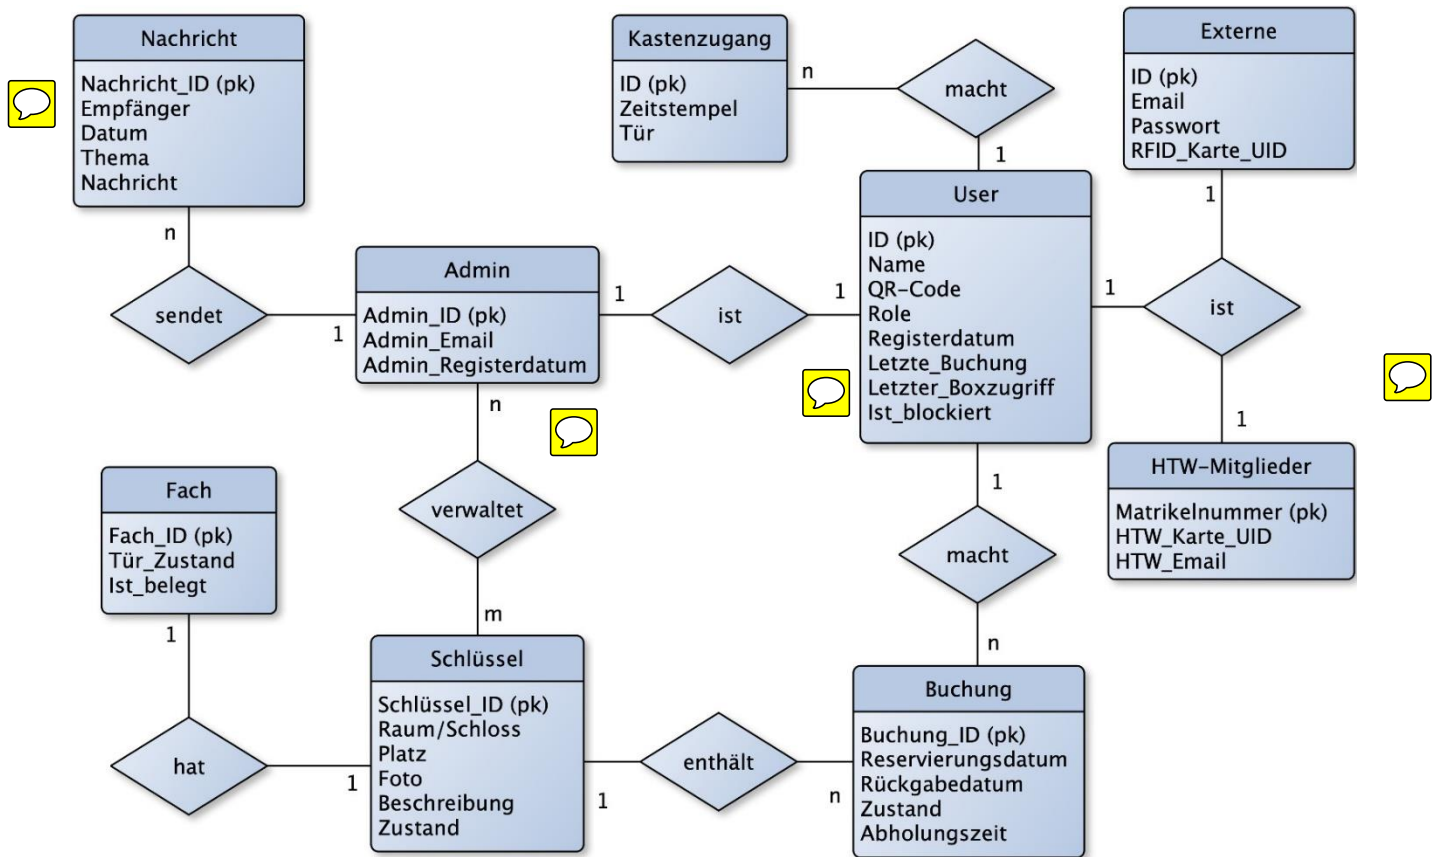 Nachricht
Nachricht_ID (pk)
Empfänger
Datum
Thema
Nachricht
n
sendet
1
Admin
Admin_ID (pk)
Admin_Email
Admin_Registerdatum
1
ist
1
n
verwaltet
m
Kastenzugang
ID (pk)
Zeitstempel
Tür
n
macht
1
User
ID (pk)
Name
QR-Code
Role
Registerdatum
Letzte_Buchung
Letzter_Boxzugriff
Ist_blockiert
Externe
ID (pk)
Email
Passwort
RFID_Karte_UID
1
1
ist
1
HTW-Mitglieder
Matrikelnummer (pk)
HTW_Karte_UID
HTW_Email
1
macht
n
Fach
Fach_ID (pk)
Tür_Zustand
Ist_belegt
1
hat
1
Schlüssel
Schlüssel_ID (pk)
Raum/Schloss
Platz
Foto
Beschreibung
Zustand
1
enthält
n
Buchung
Buchung_ID (pk)
Reservierungsdatum
Rückgabedatum
Zustand
Abholungszeit